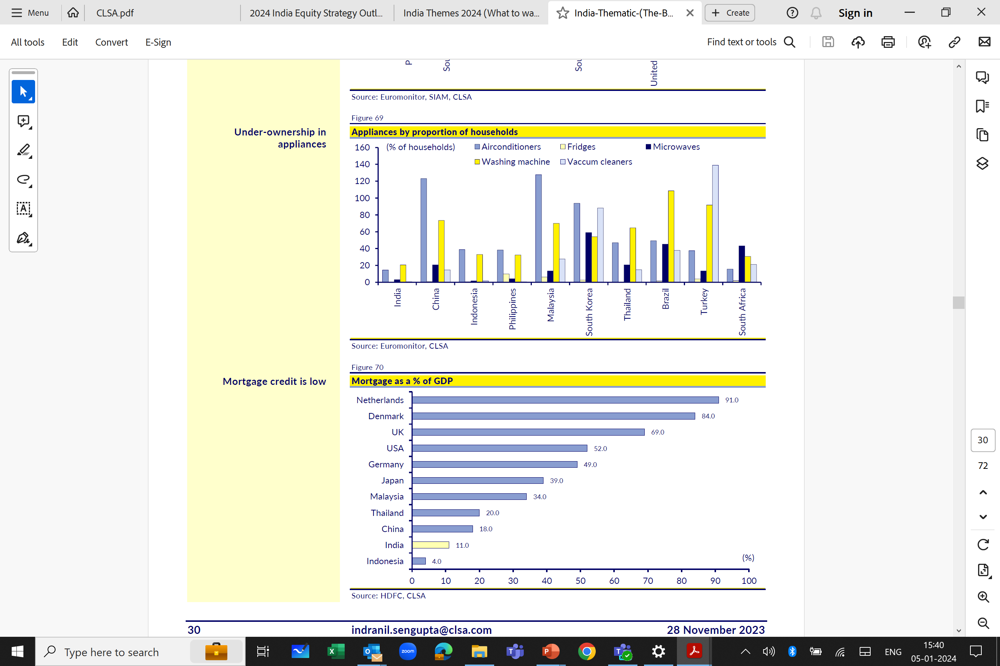 Menu
CLSA.pdf
2024 India Equity Strategy Outl...
India Themes 2024 (What to wa...
India-Thematic-(The-B...
Create
Sign in
All tools
Edit
Convert
E-Sign
Find text or tools
P
Sou
Sou
United
Source: Euromonitor, SIAM, CLSA
Figure 69
Under-ownership in
appliances
Appliances by proportion of households
(% of households)
Airconditioners
Fridges
Microwaves
Washing machine
Vaccum cleaners
160
140
120
100
80
60
40
20
0
India
China
Indonesia
Philippines
Malaysia
South Korea
Thailand
Brazil
Turkey
South Africa
Source: Euromonitor, CLSA
Figure 70
Mortgage credit is low
Mortgage as a % of GDP
Netherlands 91.0
Denmark 84.0
UK 69.0
USA 52.0
Germany 49.0
Japan 39.0
Malaysia 34.0
Thailand 20.0
China 18.0
India 11.0
Indonesia 4.0
(%)
0 10 20 30 40 50 60 70 80 90 100
Source: HDFC, CLSA
30
indranil.sengupta@clsa.com
28 November 2023
30
72
Type here to search
zoom
ENG
15:40
05-01-2024